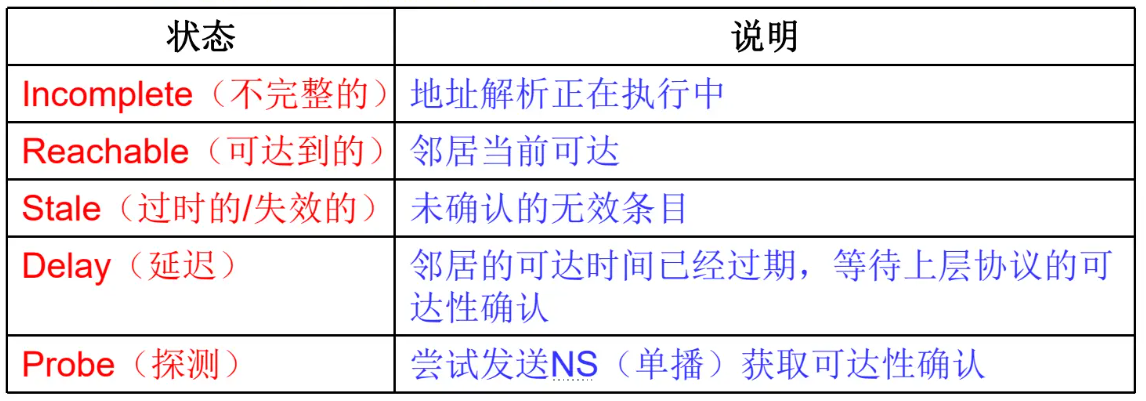 状态 说明
Incomplete（不完整的） 地址解析正在执行中
Reachable（可达到的） 邻居当前可达
Stale（过时的/失效的） 未确认的无效条目
Delay（延迟） 邻居的可达时间已经过期，等待上层协议的可
达性确认
Probe（探测） 尝试发送NS（单播）获取可达性确认